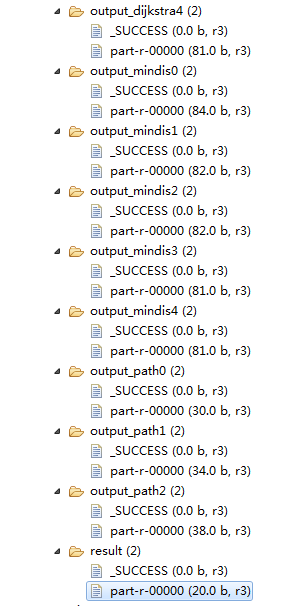 output_dijkstra4 (2)
_SUCCESS (0.0 b, r3)
part-r-00000 (81.0 b, r3)
output_mindis0 (2)
_SUCCESS (0.0 b, r3)
part-r-00000 (84.0 b, r3)
output_mindis1 (2)
_SUCCESS (0.0 b, r3)
part-r-00000 (82.0 b, r3)
output_mindis2 (2)
_SUCCESS (0.0 b, r3)
part-r-00000 (82.0 b, r3)
output_mindis3 (2)
_SUCCESS (0.0 b, r3)
part-r-00000 (81.0 b, r3)
output_mindis4 (2)
_SUCCESS (0.0 b, r3)
part-r-00000 (81.0 b, r3)
output_path0 (2)
_SUCCESS (0.0 b, r3)
part-r-00000 (30.0 b, r3)
output_path1 (2)
_SUCCESS (0.0 b, r3)
part-r-00000 (34.0 b, r3)
output_path2 (2)
_SUCCESS (0.0 b, r3)
part-r-00000 (38.0 b, r3)
result (2)
_SUCCESS (0.0 b, r3)
part-r-00000 (20.0 b, r3)